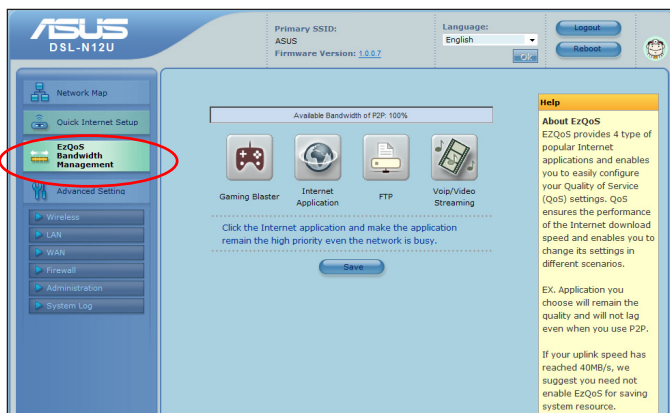 ASUS
DSL-N12U
Primary SSID:
ASUS
Firmware Version: 1.0.0.7
Language:
English
OK
Logout
Reboot
Network Map
Quick Internet Setup
EzQoS
Bandwidth
Management
Advanced Setting
Wireless
LAN
WAN
Firewall
Administration
System Log
Available Bandwidth of P2P: 100%
Gaming Blaster
Internet
Application
FTP
Voip/Video
Streaming
Click the Internet application and make the application
remain the high priority even the network is busy.
Save
Help
About EzQoS
EZQoS provides 4 type of
popular Internet
applications and enables
you to easily configure
your Quality of Service
(QoS) settings. QoS
ensures the performance
of the Internet download
speed and enables you to
change its settings in
different scenarios.
EX. Application you
choose will remain the
quality and will not lag
even when you use P2P.
If your uplink speed has
reached 40MB/s, we
suggest you need not
enable EzQoS for saving
system resource.